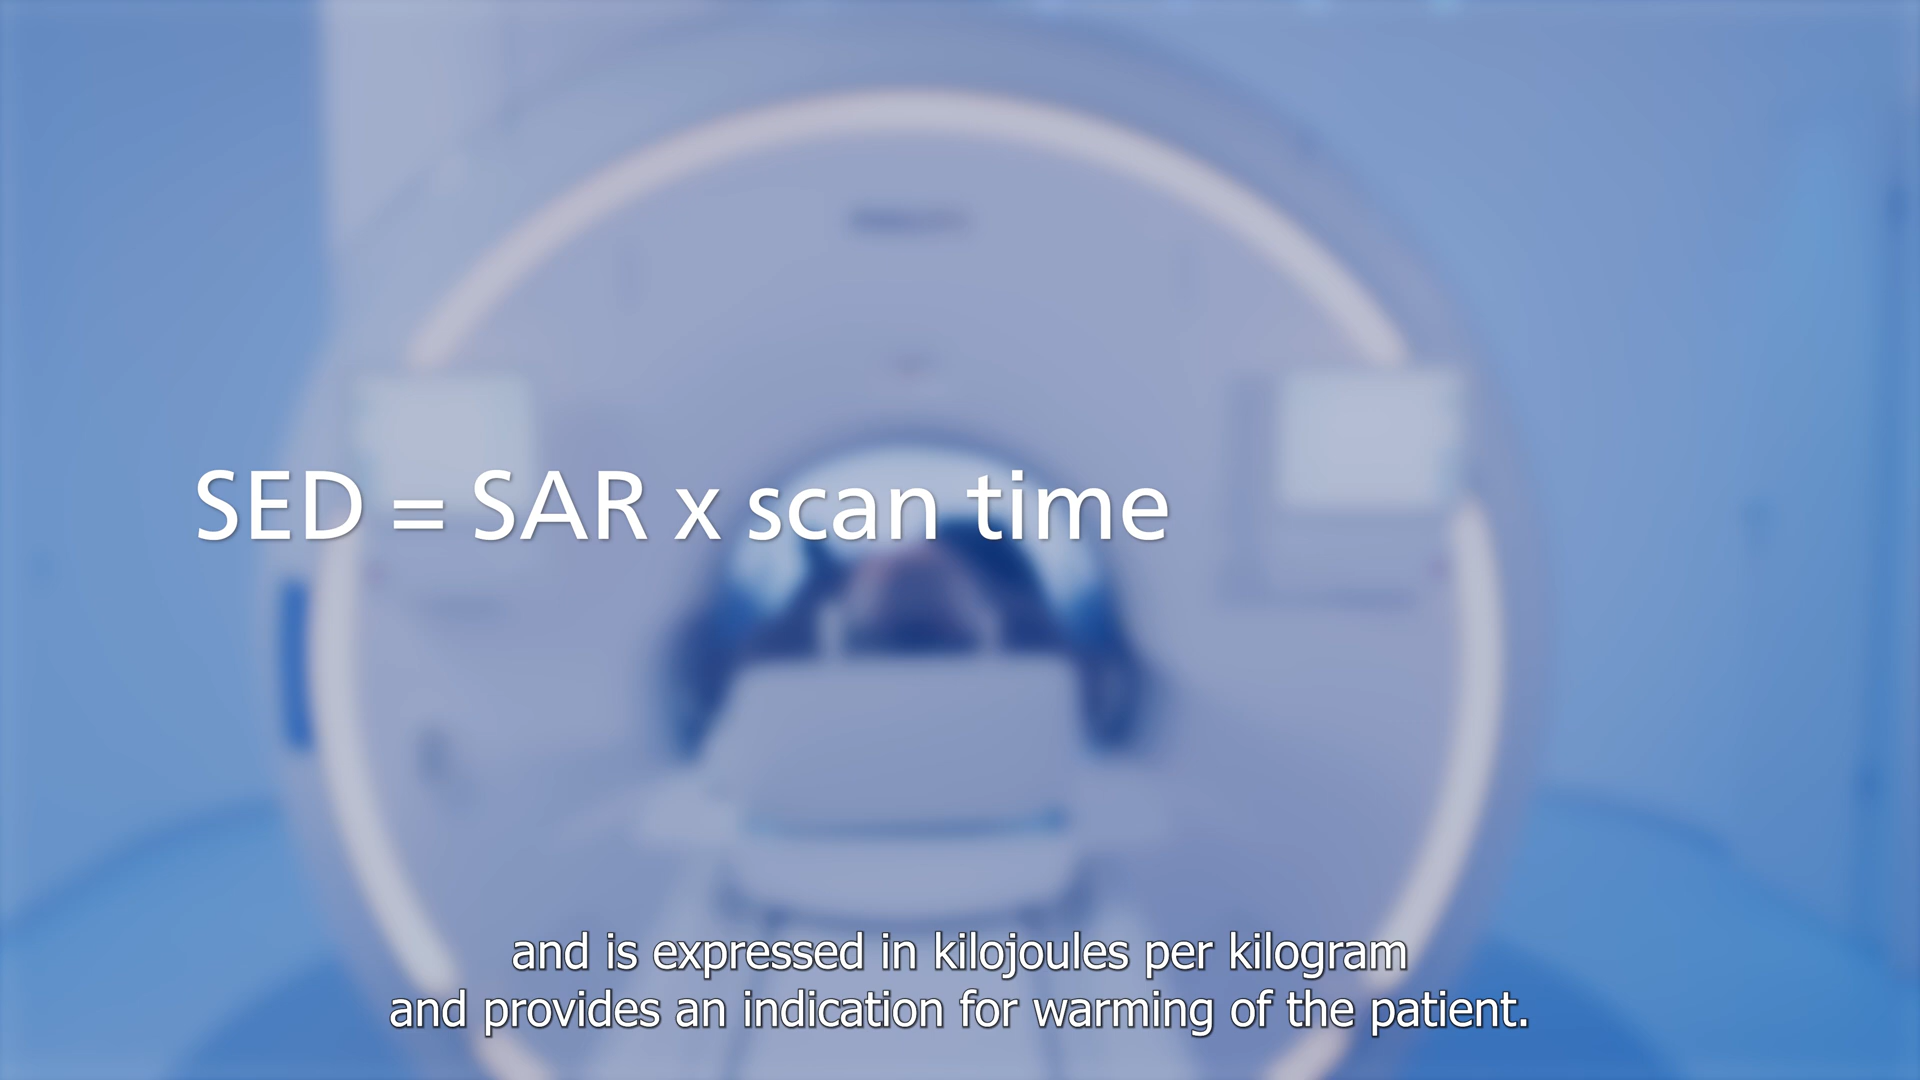 SED = SAR x scan time
and is expressed in kilojoules per kilogram
and provides an indication for warming of the patient.